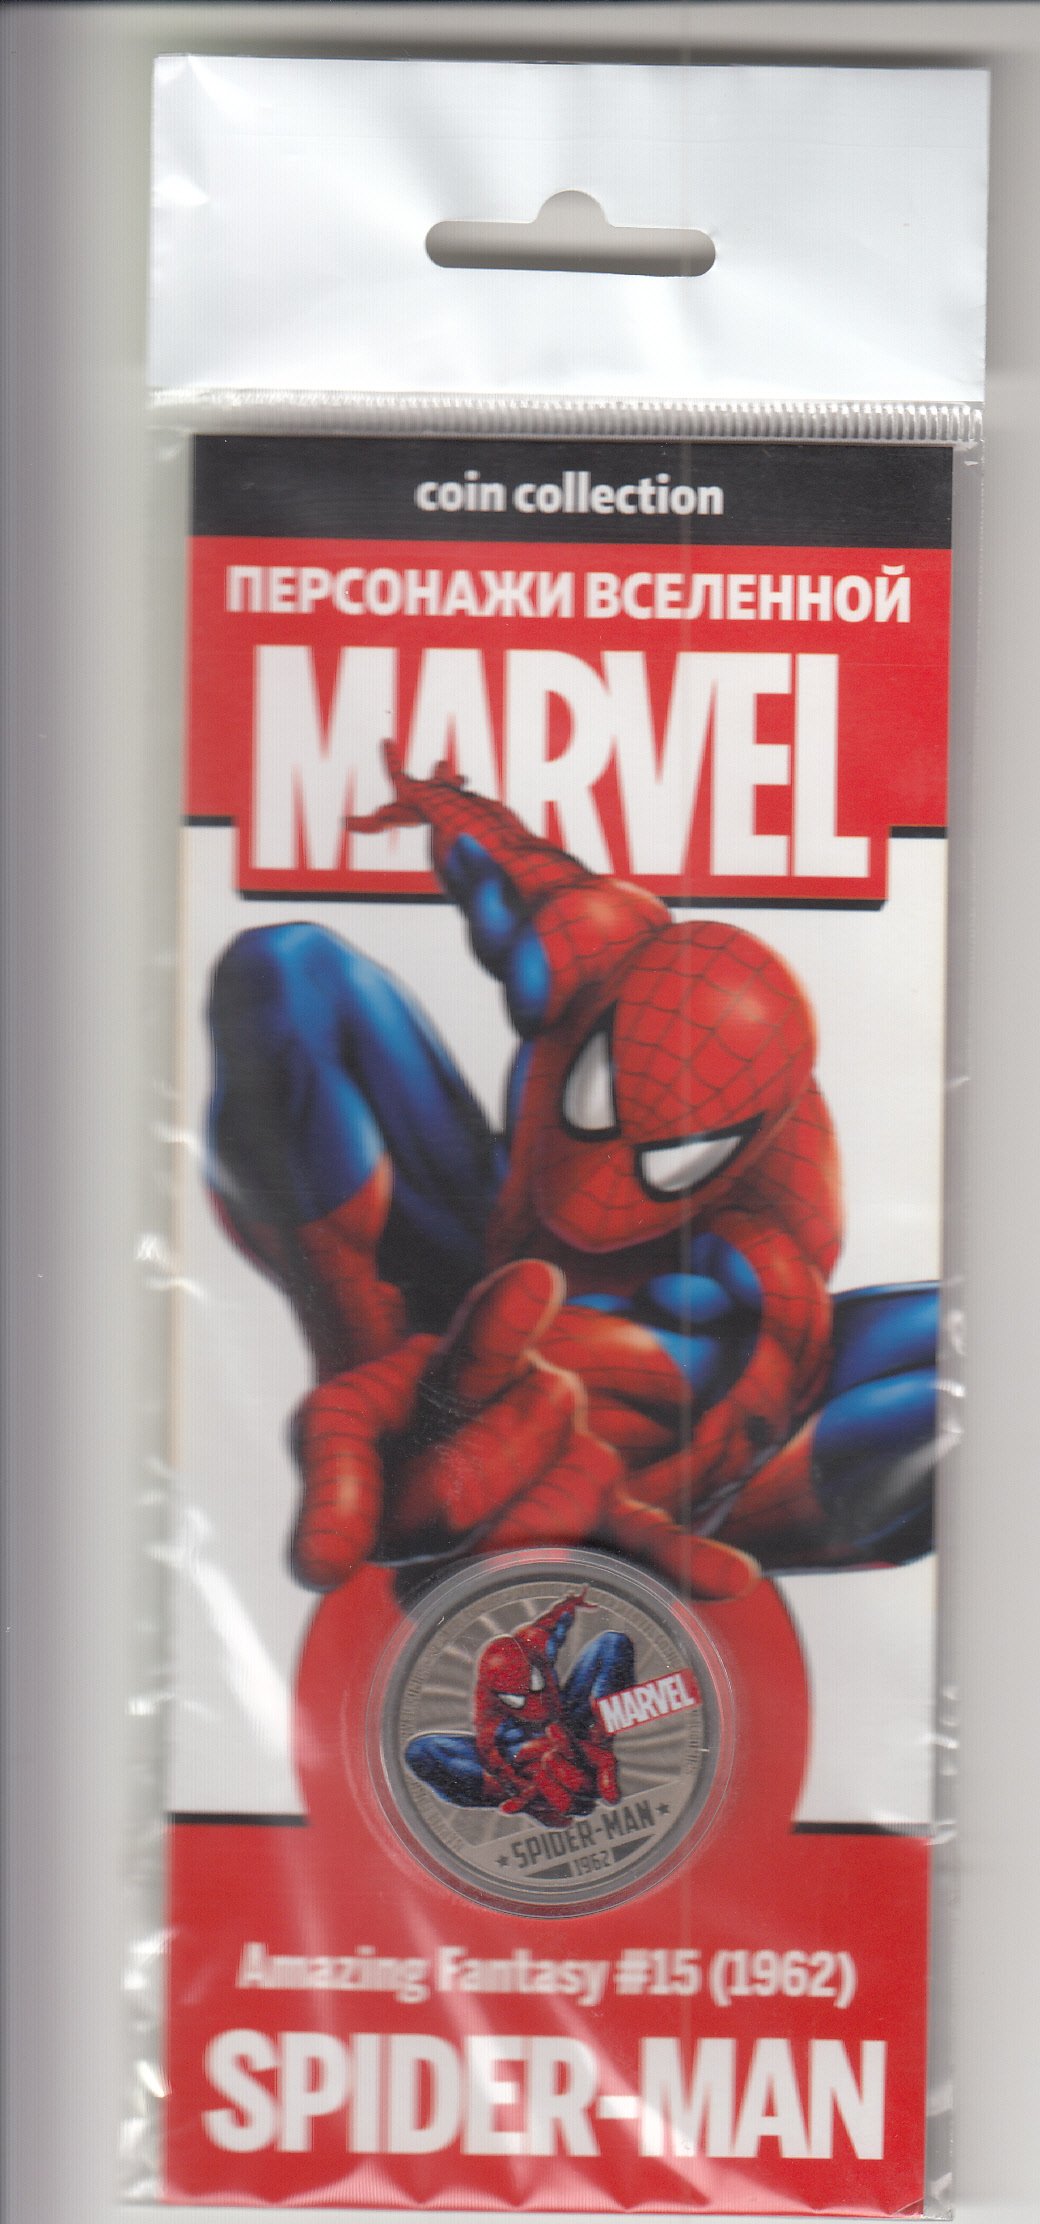 coin collection
ПЕРСОНАЖИ ВСЕЛЕННОЙ
MARVEL
MARVEL
★ SPIDER-MAN ★
1962
Amazing Fantasy #15 (1962)
SPIDER-MAN